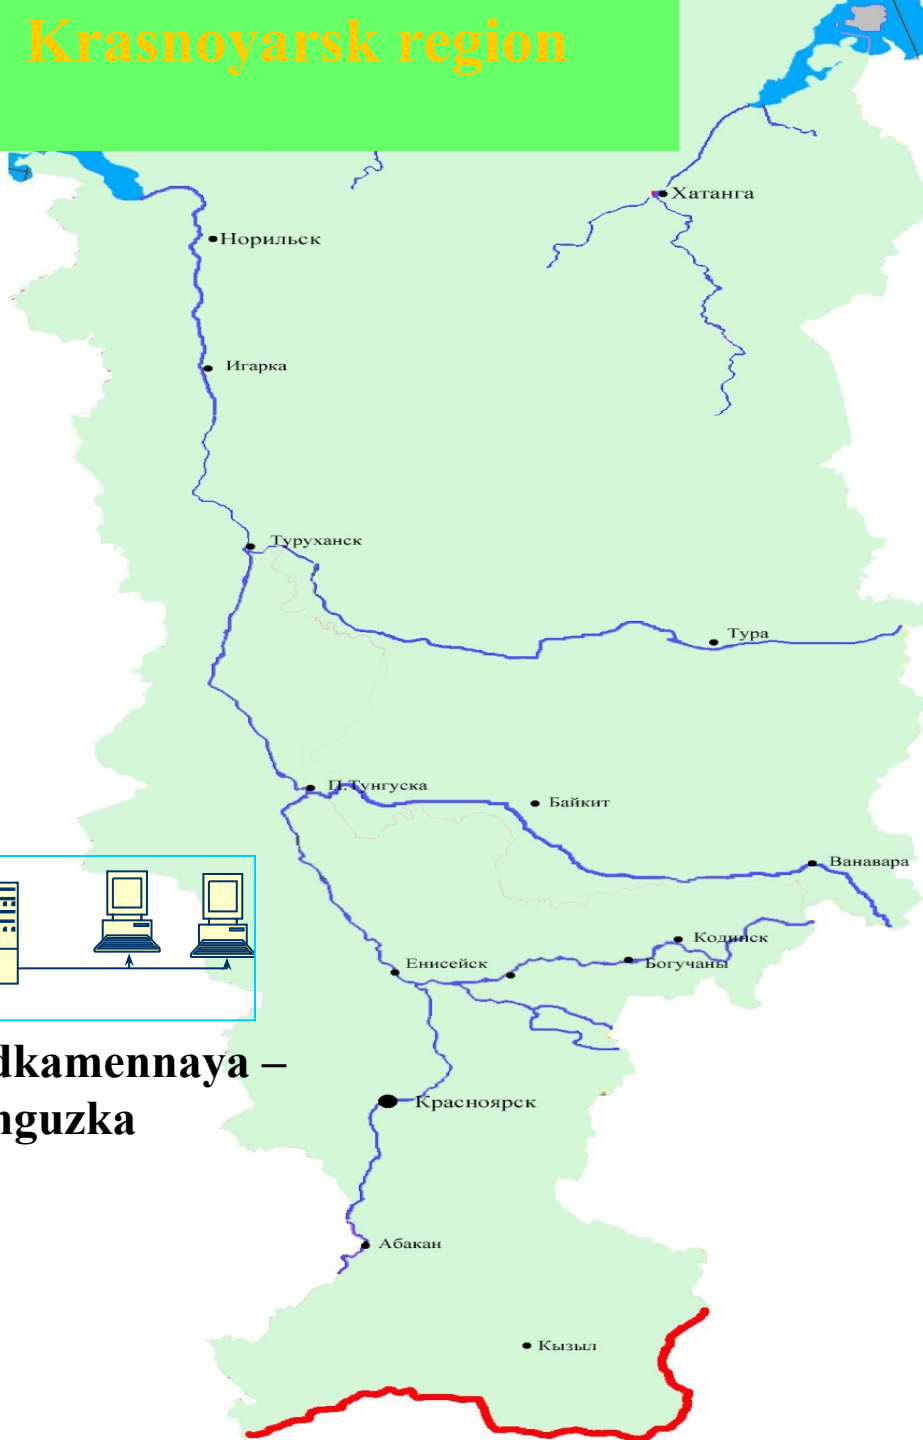 Krasnoyarsk region
Хатанга
Норильск
Игарка
Туруханск
Тура
П.Тунгуска
Байкит
Ванавара
Кодинск
Енисейск
Богучаны
dkamennaya –
nguzka
Красноярск
Абакан
Кызыл